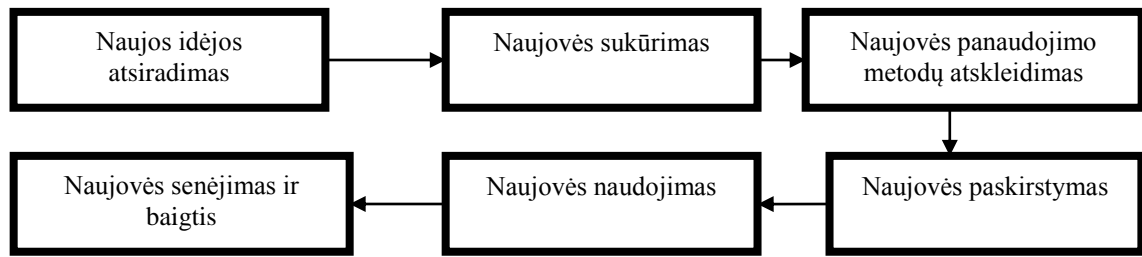 Naujos idėjos
atsiradimas
Naujovės sukūrimas
Naujovės panaudojimo
metodų atskleidimas
Naujovės paskirstymas
Naujovės naudojimas
Naujovės senėjimas ir
baigtis